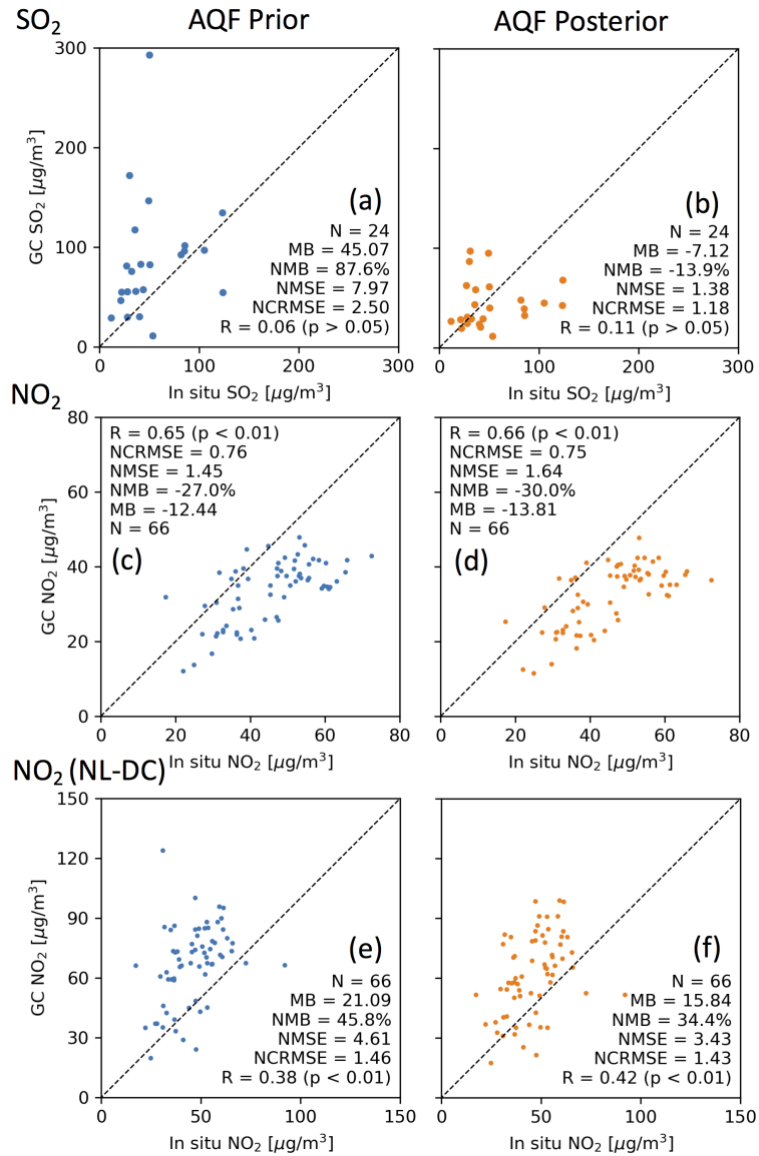 SO₂
AQF Prior
AQF Posterior
300
200
100
0
GC SO₂ [μg/m³]
(a)
N = 24
MB = 45.07
NMB = 87.6%
NMSE = 7.97
NCRMSE = 2.50
R = 0.06 (p > 0.05)
0
100
200
300
In situ SO₂ [μg/m³]
(b)
N = 24
MB = -7.12
NMB = -13.9%
NMSE = 1.38
NCRMSE = 1.18
R = 0.11 (p > 0.05)
0
100
200
300
In situ SO₂ [μg/m³]
NO₂
80
60
40
20
0
GC NO₂ [μg/m³]
R = 0.65 (p < 0.01)
NCRMSE = 0.76
NMSE = 1.45
NMB = -27.0%
MB = -12.44
N = 66
(c)
0
20
40
60
80
In situ NO₂ [μg/m³]
R = 0.66 (p < 0.01)
NCRMSE = 0.75
NMSE = 1.64
NMB = -30.0%
MB = -13.81
N = 66
(d)
0
20
40
60
80
In situ NO₂ [μg/m³]
NO₂ (NL-DC)
150
120
90
60
30
0
GC NO₂ [μg/m³]
(e)
N = 66
MB = 21.09
NMB = 45.8%
NMSE = 4.61
NCRMSE = 1.46
R = 0.38 (p < 0.01)
0
50
100
150
In situ NO₂ [μg/m³]
(f)
N = 66
MB = 15.84
NMB = 34.4%
NMSE = 3.43
NCRMSE = 1.43
R = 0.42 (p < 0.01)
0
50
100
150
In situ NO₂ [μg/m³]